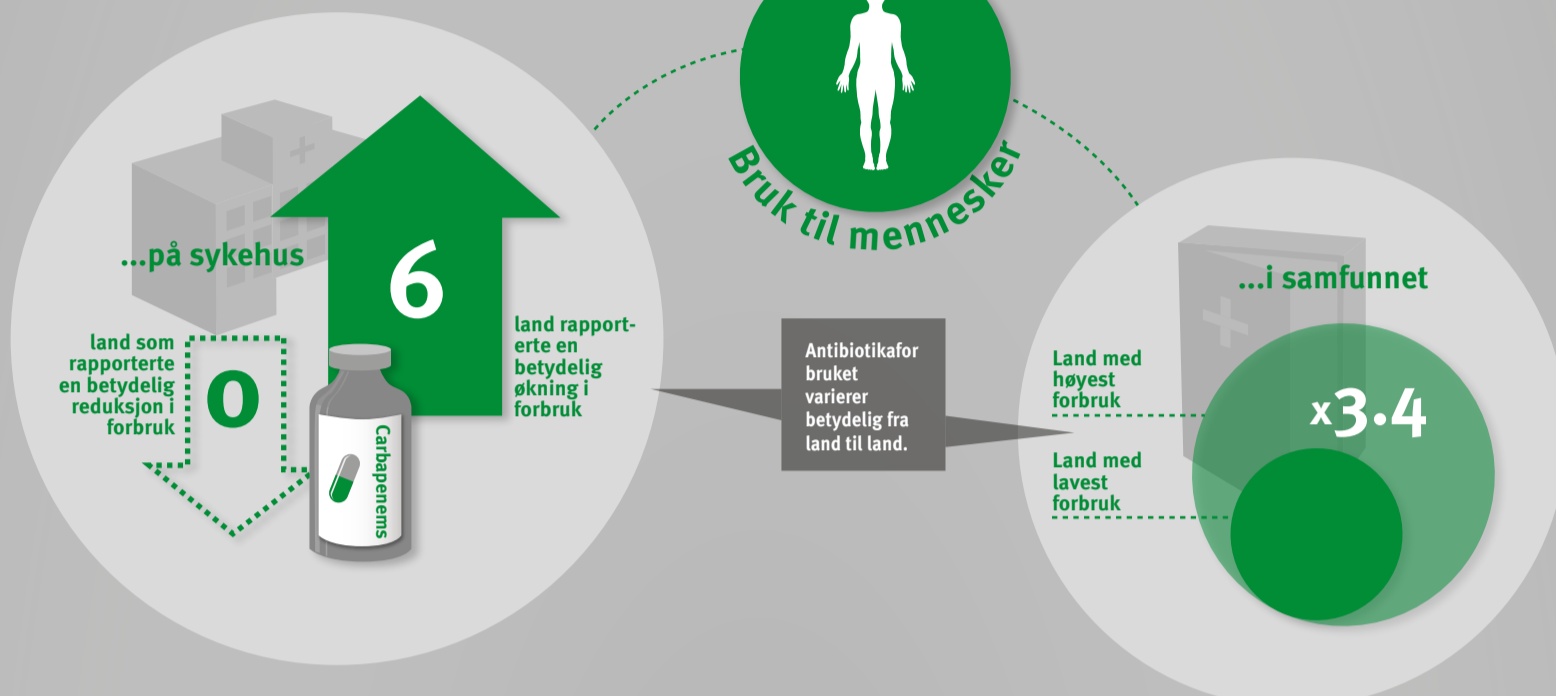 Bruk til mennesker
...på sykehus
6
land rapport-
erte en
betydelig
økning i
forbruk
land som
rapporterte
en betydelig
reduksjon i
forbruk
0
Carbapenems
Antibiotikafor
bruket
varierer
betydelig fra
land til land.
...i samfunnet
Land med
høyest
forbruk
x3.4
Land med
lavest
forbruk